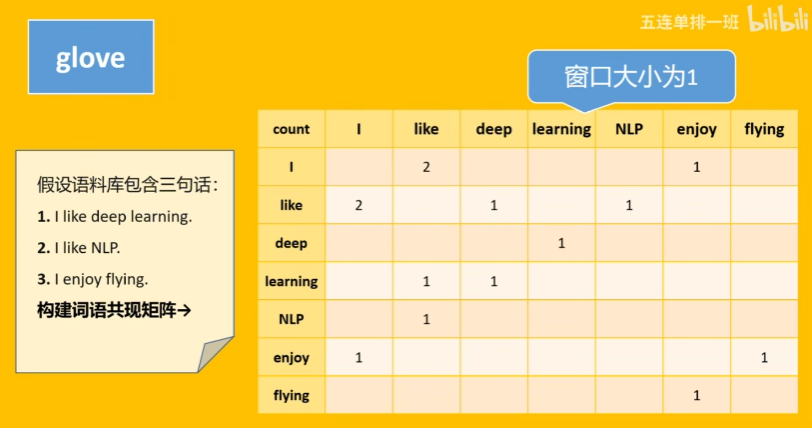 五连单排一班 bilibili
glove
窗口大小为1
count I like deep learning NLP enjoy flying
I 2 1
like 2 1 1
deep 1
learning 1 1
NLP 1
enjoy 1 1
flying 1
假设语料库包含三句话：
1. I like deep learning.
2. I like NLP.
3. I enjoy flying.
构建词语共现矩阵→